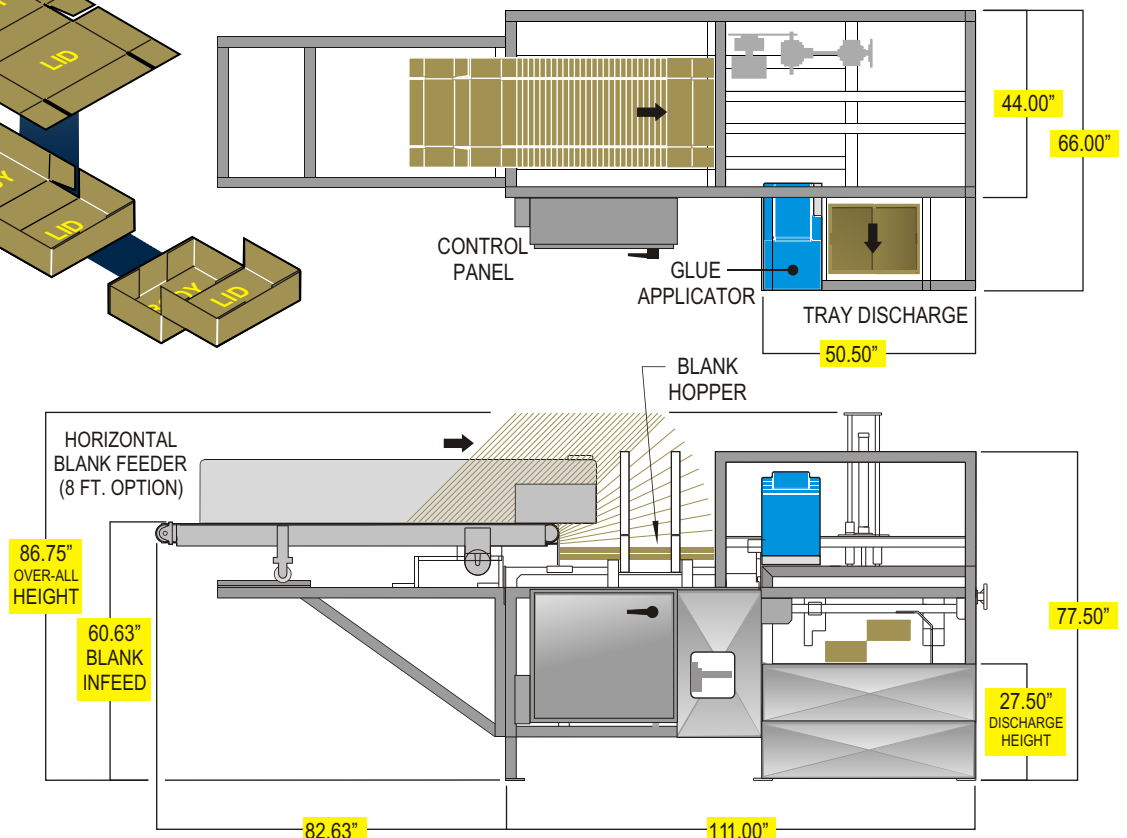 LID
LID
BODY
LID
44.00”
66.00”
CONTROL
PANEL
GLUE
APPLICATOR
TRAY DISCHARGE
50.50”
BLANK
HOPPER
HORIZONTAL
BLANK FEEDER
(8 FT. OPTION)
86.75”
OVER-ALL
HEIGHT
60.63”
BLANK
INFEED
77.50”
27.50”
DISCHARGE
HEIGHT
82.63”
111.00”